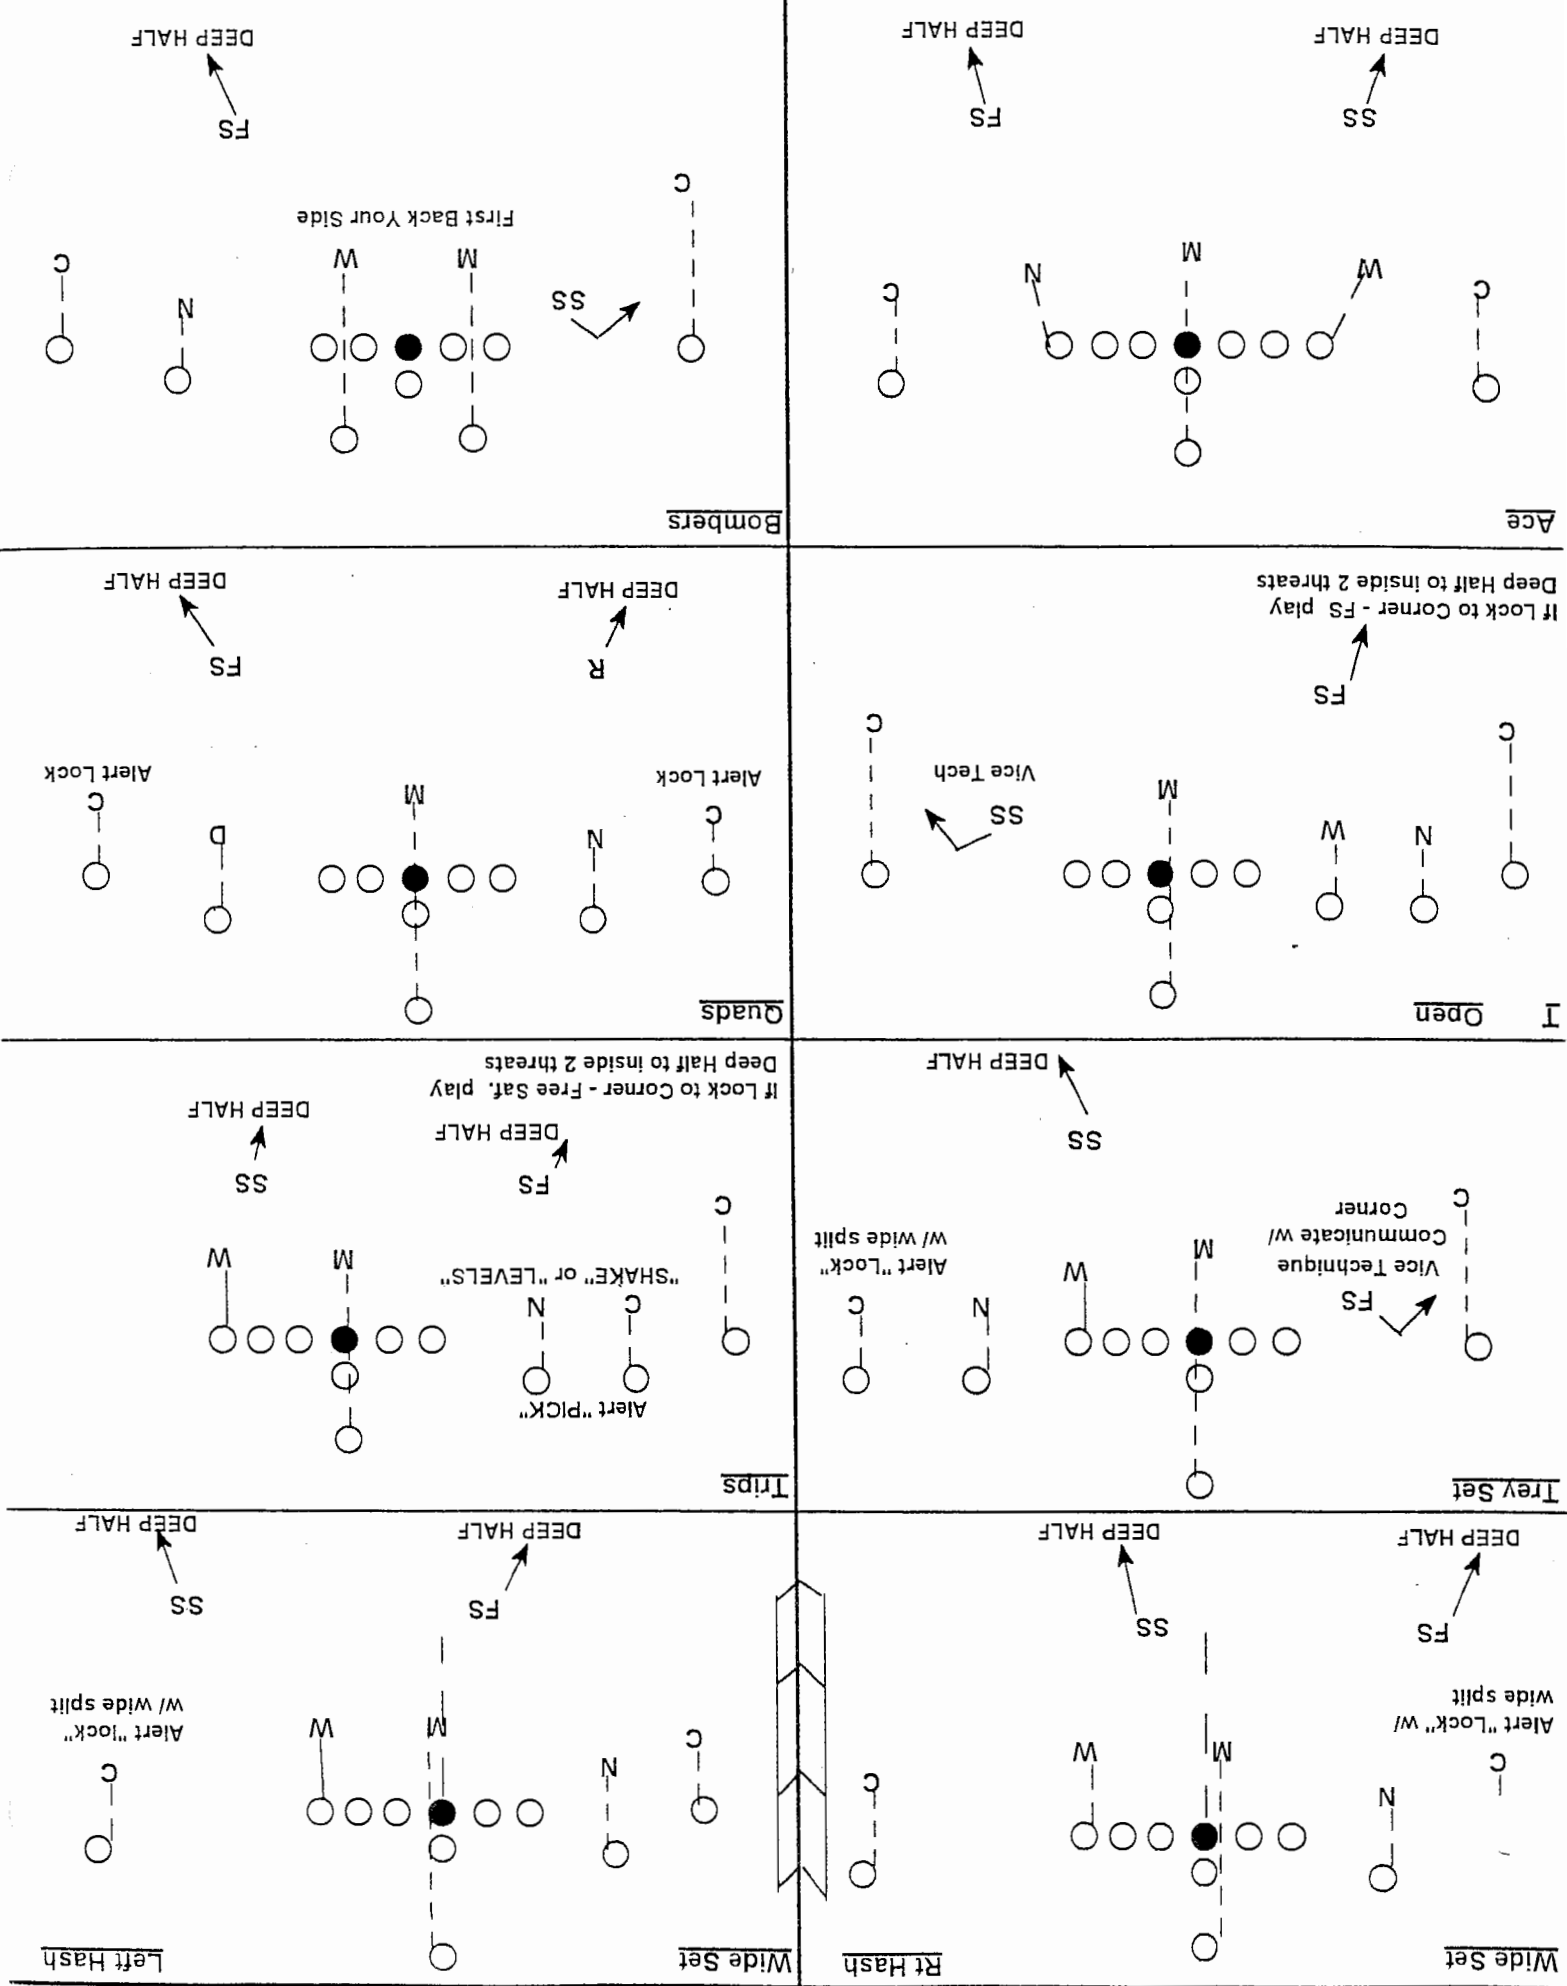 Wide Set
Rt Hash
N
C
M
W
C
Alert "Lock" w/
wide split
FS
SS
DEEP HALF
DEEP HALF
Wide Set
Left Hash
C
N
M
W
C
Alert "lock"
w/ wide split
FS
SS
DEEP HALF
DEEP HALF
Trey Set
C
FS
Vice Technique
Communicate w/
Corner
M
W
N
C
Alert "Lock"
w/ wide split
SS
DEEP HALF
Trips
Alert "PICK"
C
C
N
"SHAKE" or "LEVELS"
M
W
FS
SS
DEEP HALF
DEEP HALF
If Lock to Corner - Free Saf. play
Deep Half to inside 2 threats
T
Open
C
N
W
M
SS
Vice Tech
C
FS
If Lock to Corner - FS play
Deep Half to inside 2 threats
Quads
C
Alert Lock
N
M
D
C
Alert Lock
R
FS
DEEP HALF
DEEP HALF
Ace
C
W
M
N
C
SS
FS
DEEP HALF
DEEP HALF
Bombers
C
SS
M
W
First Back Your Side
N
C
FS
DEEP HALF